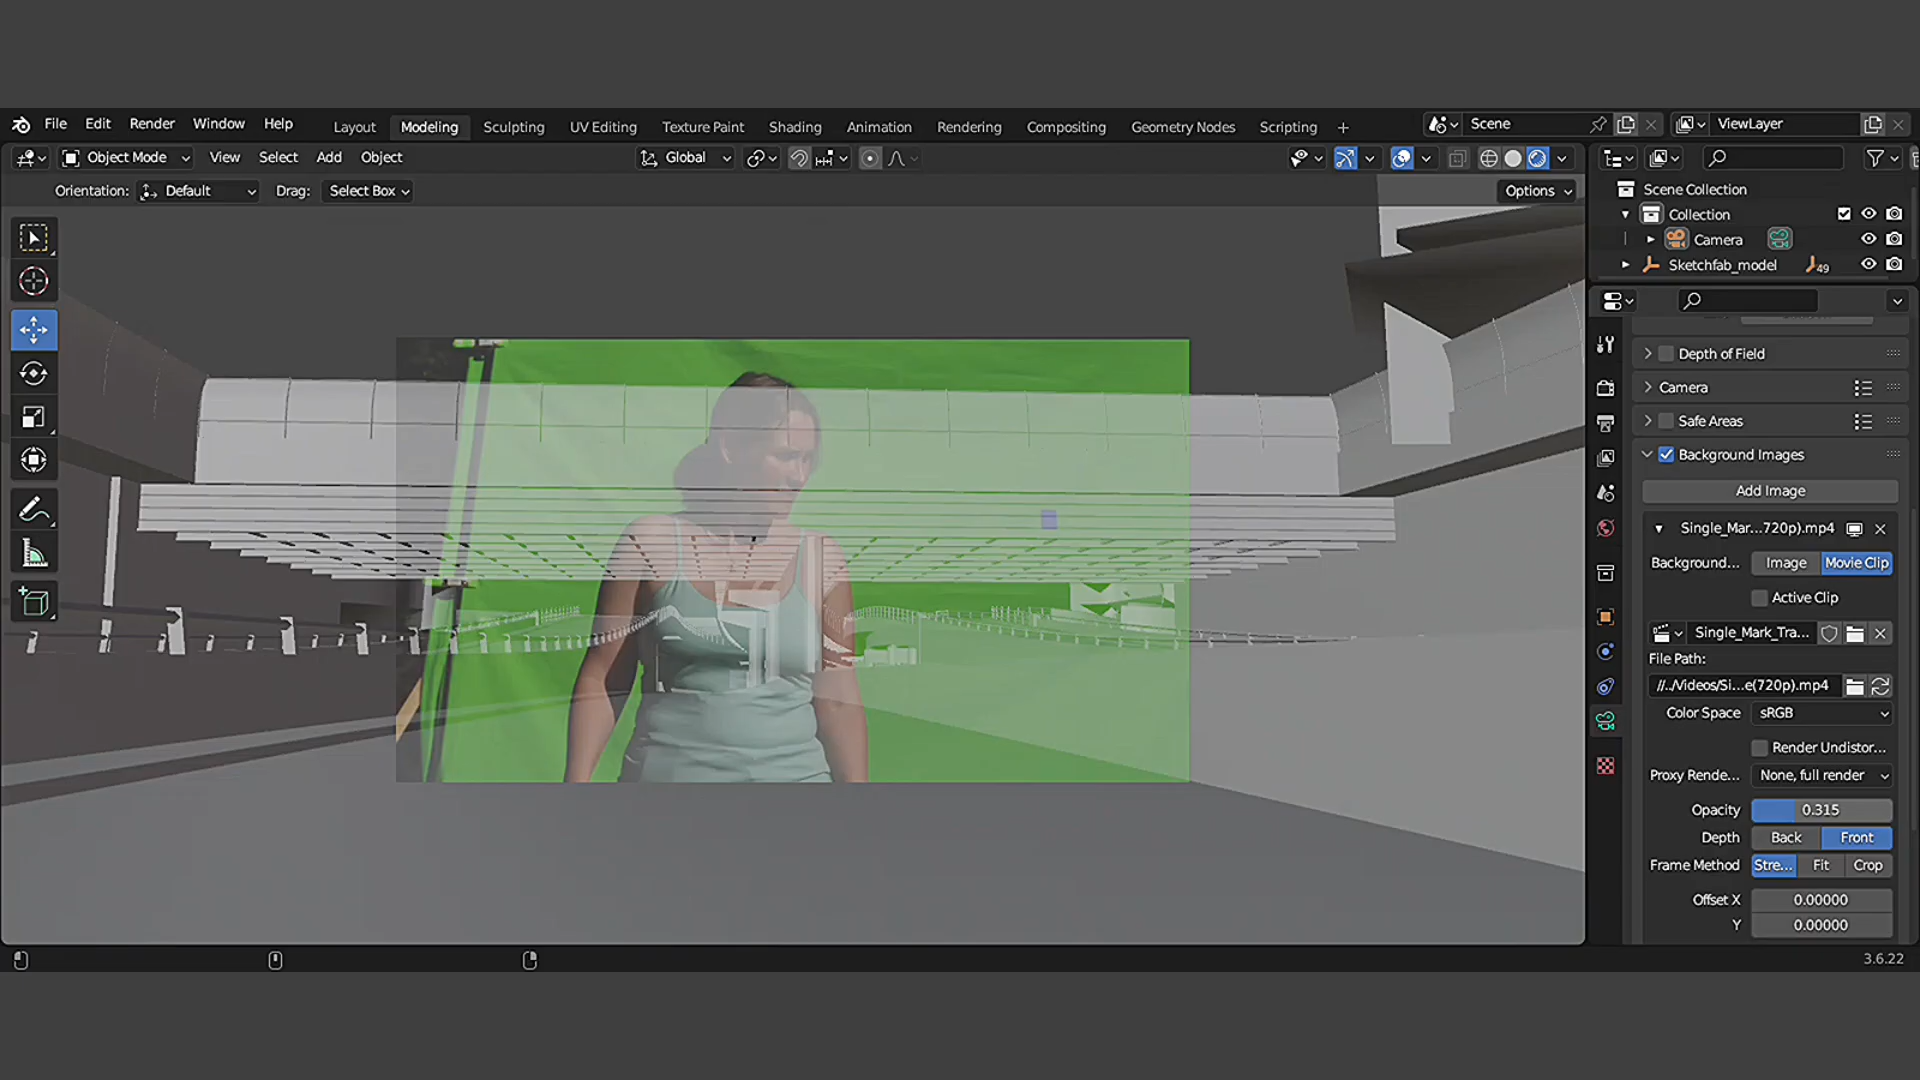 File Edit Render Window Help Layout Modeling Sculpting UV Editing Texture Paint Shading Animation Rendering Compositing Geometry Nodes Scripting + Scene ViewLayer
Object Mode View Select Add Object Global
Orientation: Default Drag: Select Box Options
Scene Collection
Collection
Camera
Sketchfab_model 49
Depth of Field
Camera
Safe Areas
Background Images
Add Image
Single_Mar...720p).mp4
Background... Image Movie Clip
Active Clip
Single_Mark_Tra...
File Path:
//../Videos/Si...e(720p).mp4
Color Space sRGB
Render Undistor...
Proxy Rende... None, full render
Opacity 0.315
Depth Back Front
Frame Method Stre... Fit Crop
Offset X 0.00000
Y 0.00000
3.6.22